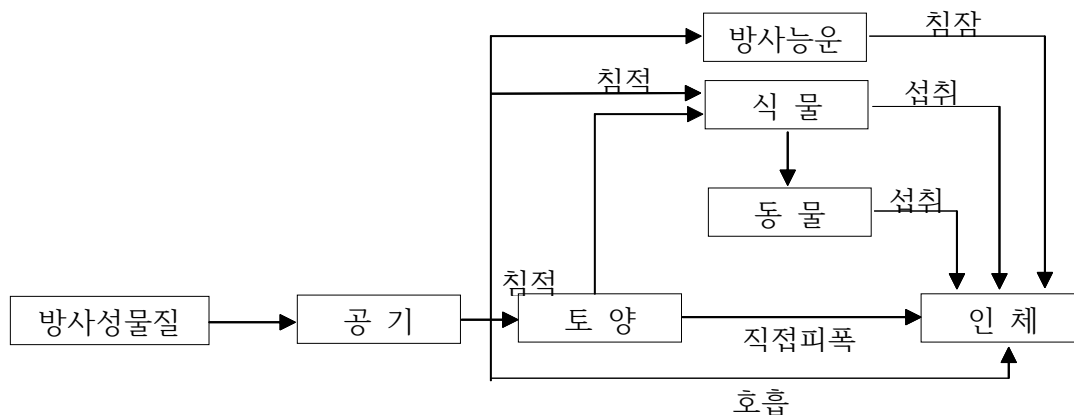 방사능운
침잠
침적
식 물
섭취
동 물
섭취
침적
방사성물질
공 기
토 양
직접피폭
인 체
호흡